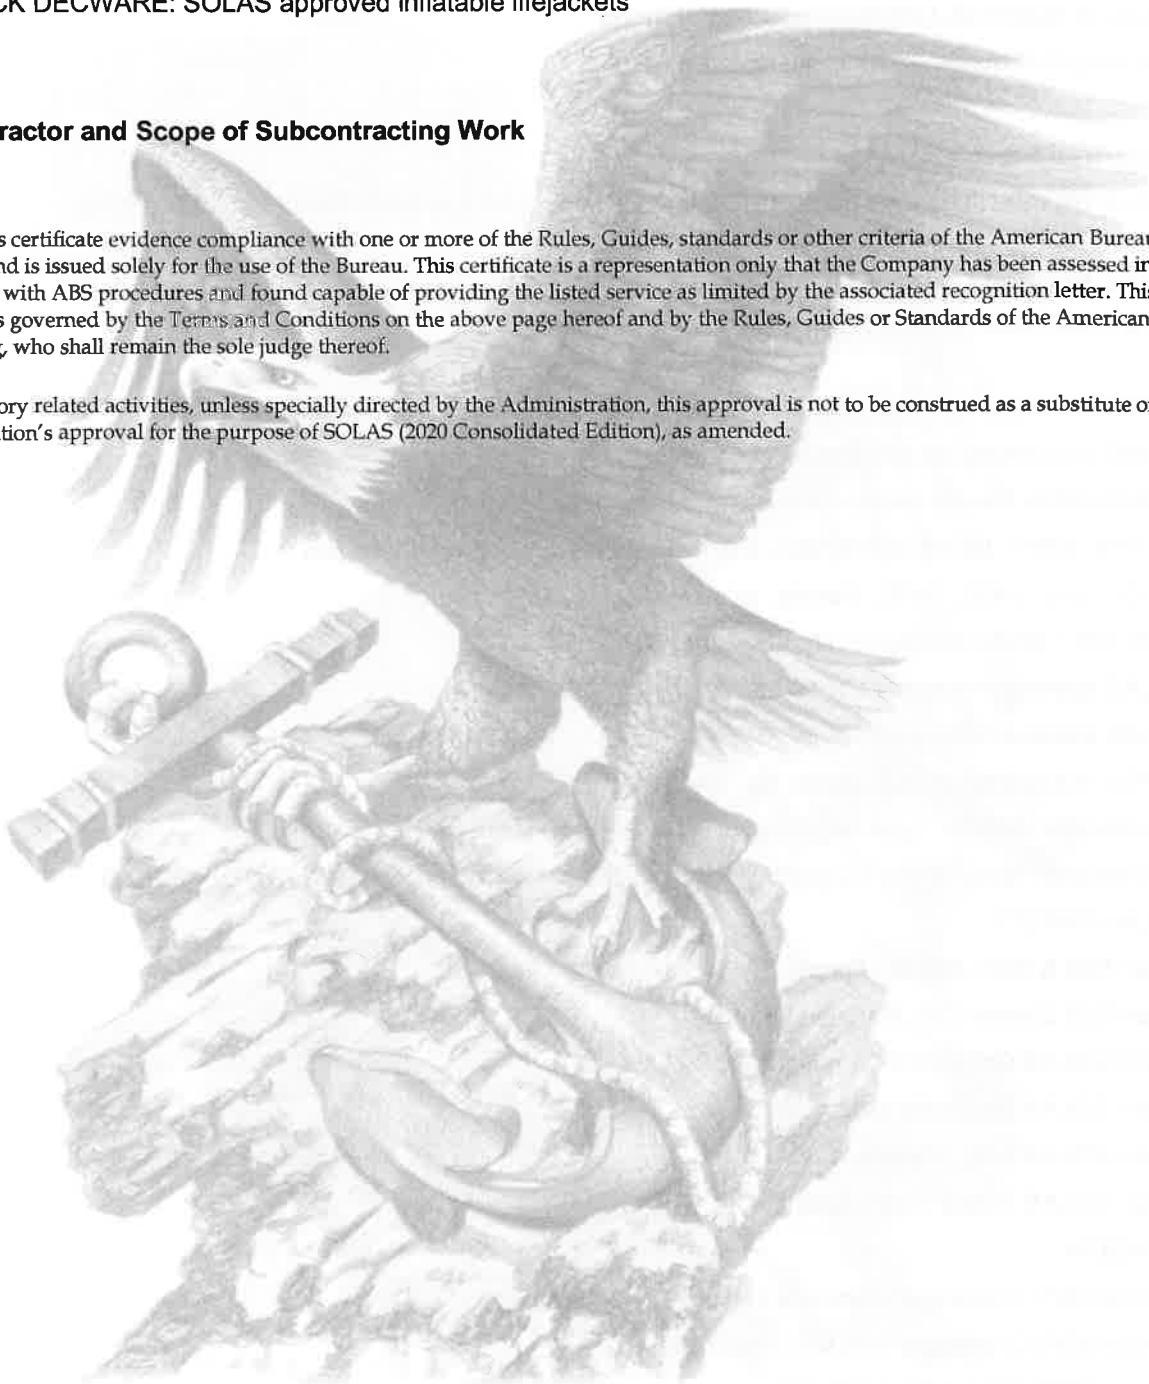 CK DECWARE: SOLAS approved inflatable lifejackets
ractor and Scope of Subcontracting Work
s certificate evidence compliance with one or more of the Rules, Guides, standards or other criteria of the American Bureau
nd is issued solely for the use of the Bureau. This certificate is a representation only that the Company has been assessed in
with ABS procedures and found capable of providing the listed service as limited by the associated recognition letter. This
s governed by the Terms and Conditions on the above page hereof and by the Rules, Guides or Standards of the American
, who shall remain the sole judge thereof.
ory related activities, unless specially directed by the Administration, this approval is not to be construed as a substitute of
tion's approval for the purpose of SOLAS (2020 Consolidated Edition), as amended.